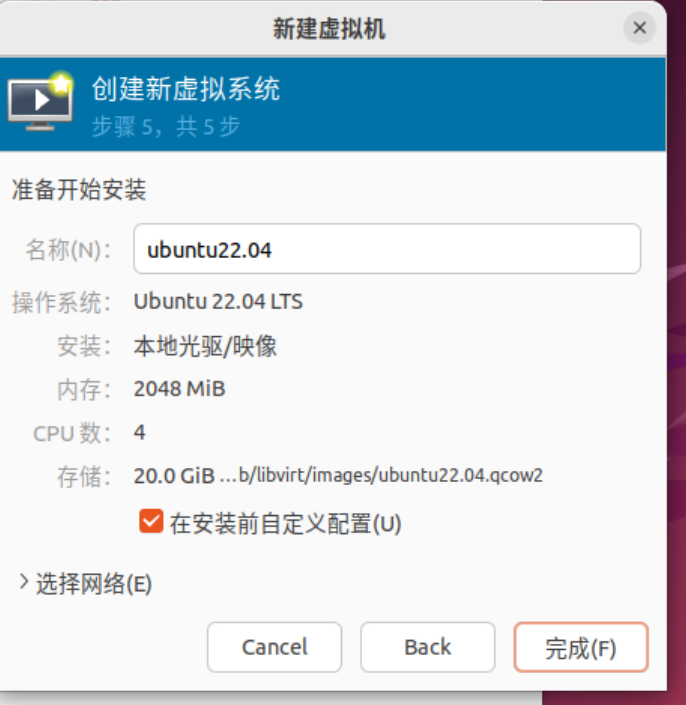 新建虚拟机
创建新虚拟系统
步骤 5，共 5 步
准备开始安装
名称(N)： ubuntu22.04
操作系统： Ubuntu 22.04 LTS
安装： 本地光驱/映像
内存： 2048 MiB
CPU 数： 4
存储： 20.0 GiB ...b/libvirt/images/ubuntu22.04.qcow2
在安装前自定义配置(U)
选择网络(E)
Cancel Back 完成(F)